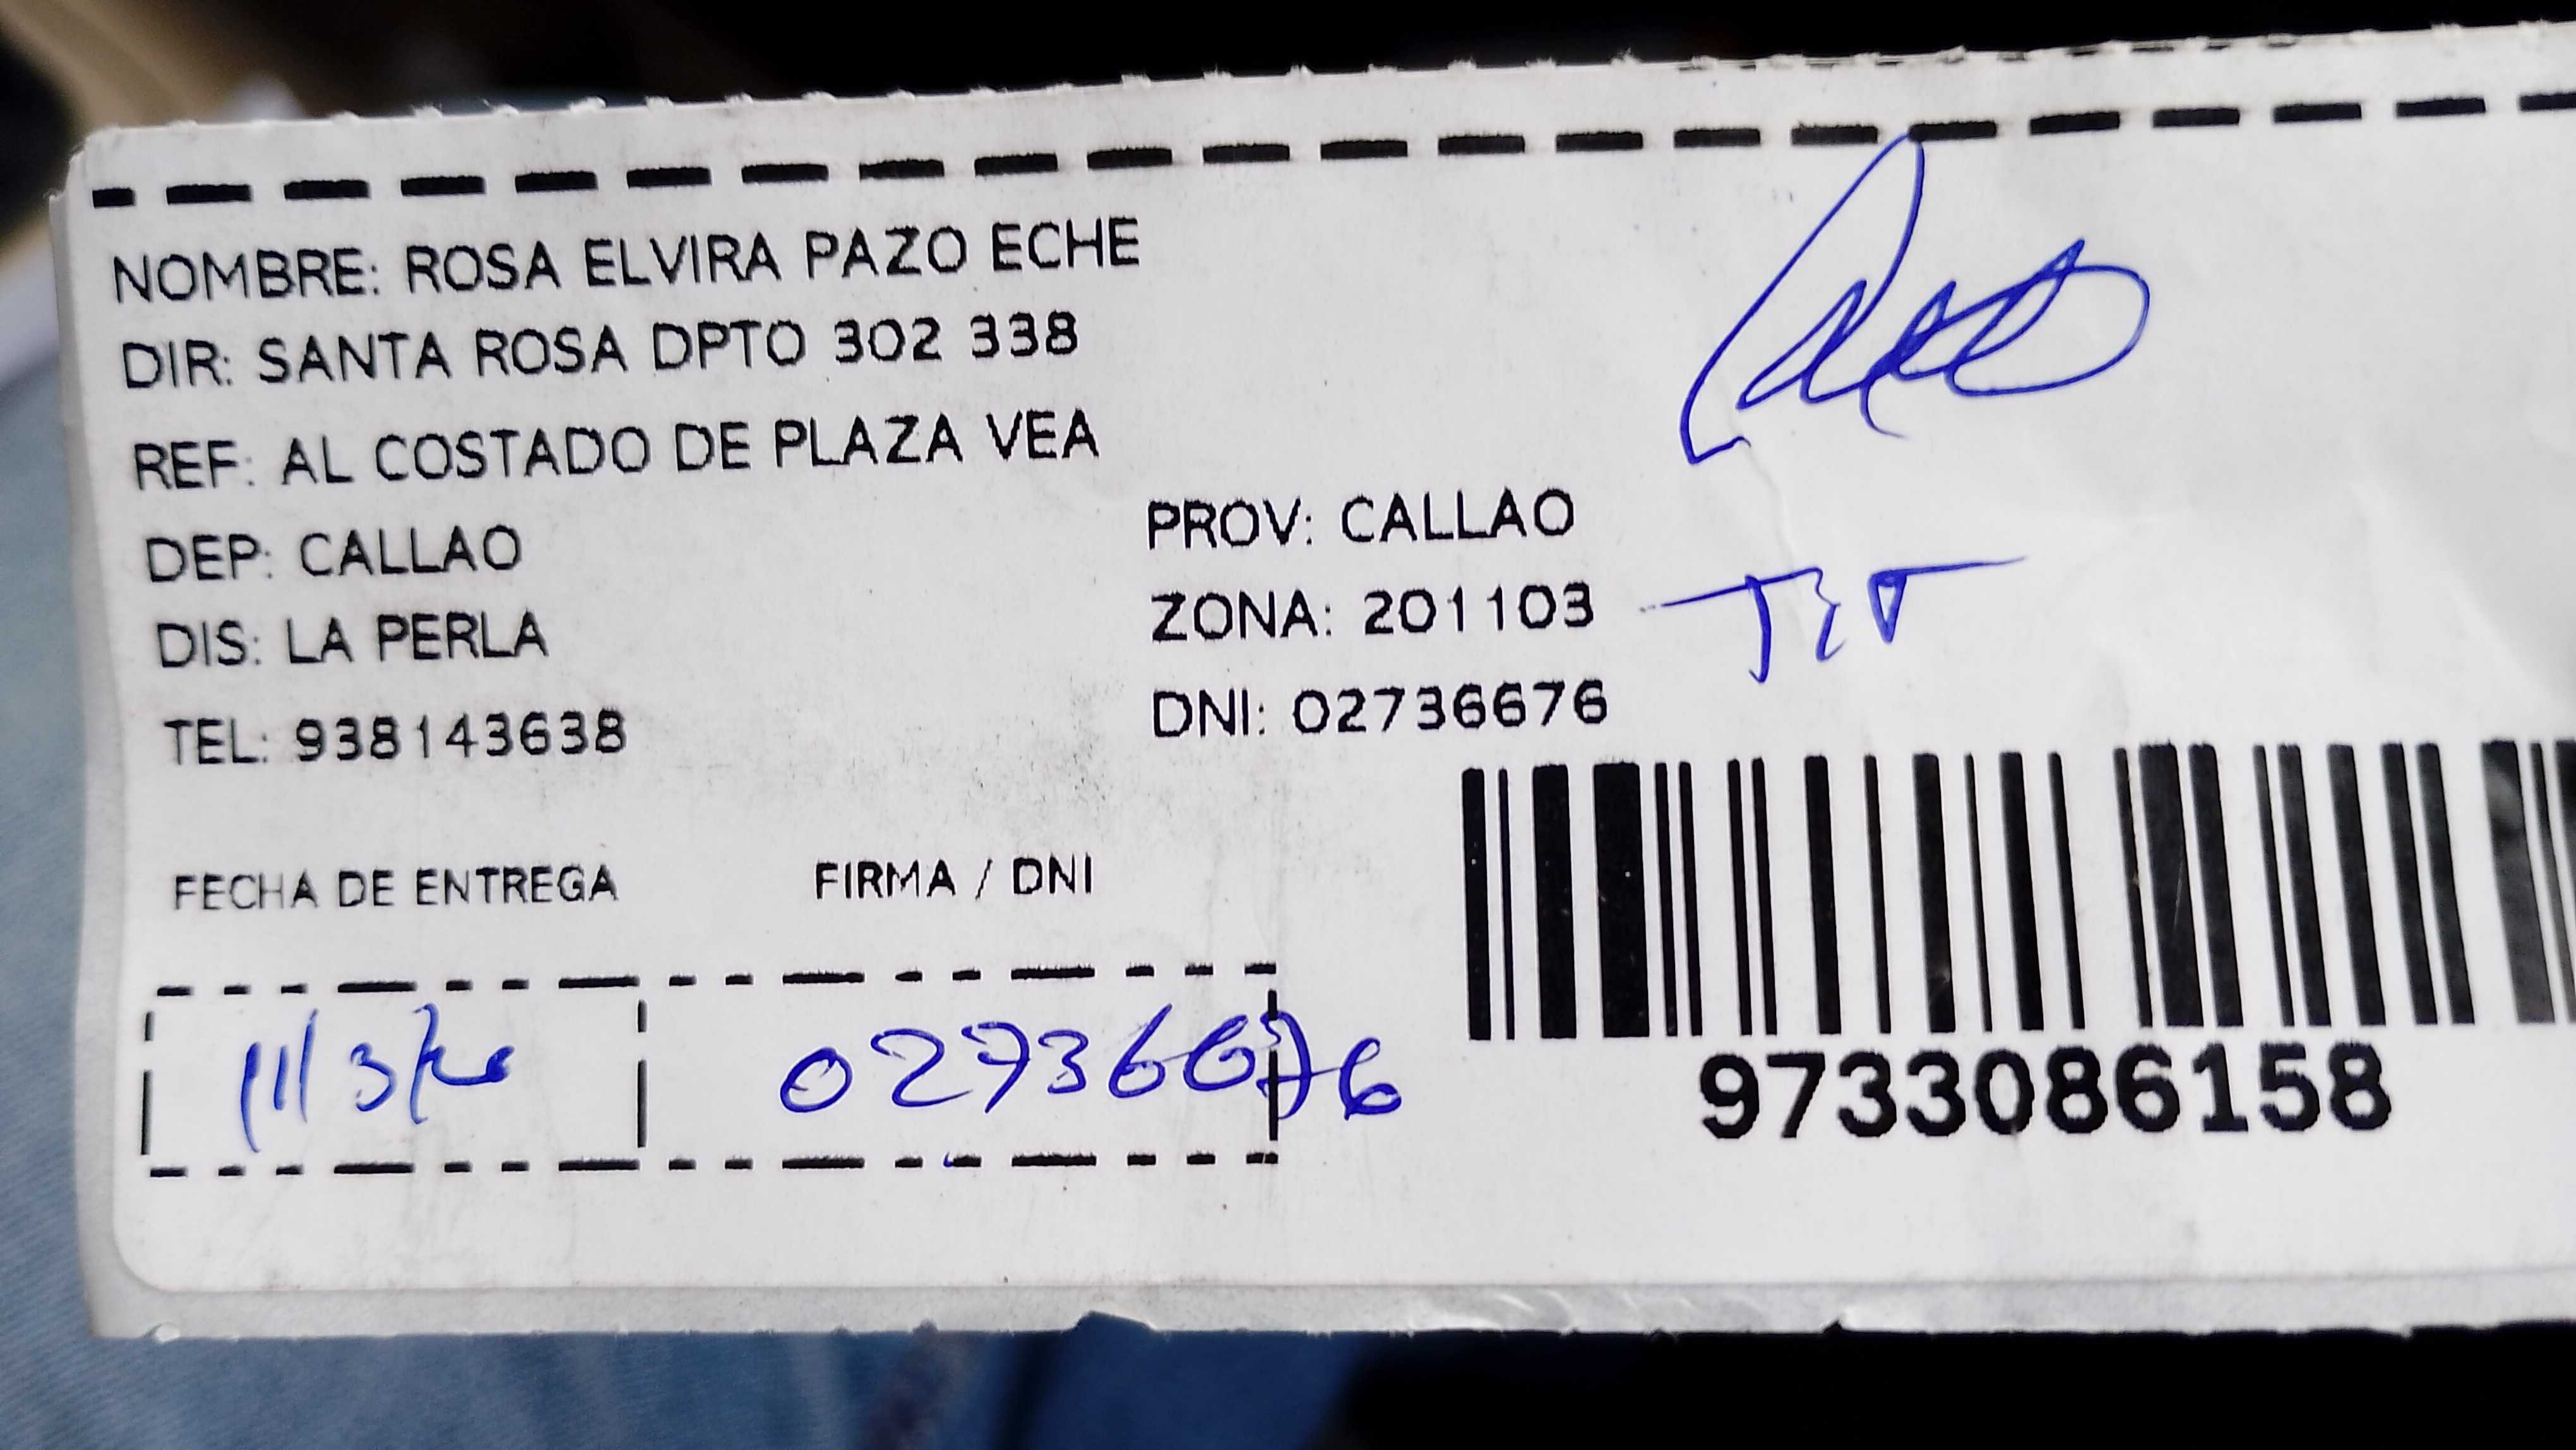 NOMBRE: ROSA ELVIRA PAZO ECHE
DIR: SANTA ROSA DPTO 302 338
REF: AL COSTADO DE PLAZA VEA
DEP: CALLAO
PROV: CALLAO
DIS: LA PERLA
ZONA: 201103
TEL: 938143638
DNI: 02736676
FECHA DE ENTREGA
FIRMA / DNI
02736676
9733086158